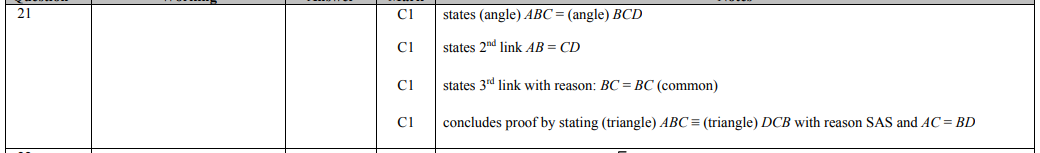 21 C1 states (angle) ABC = (angle) BCD
C1 states 2nd link AB = CD
C1 states 3rd link with reason: BC = BC (common)
C1 concludes proof by stating (triangle) ABC ≡ (triangle) DCB with reason SAS and AC = BD